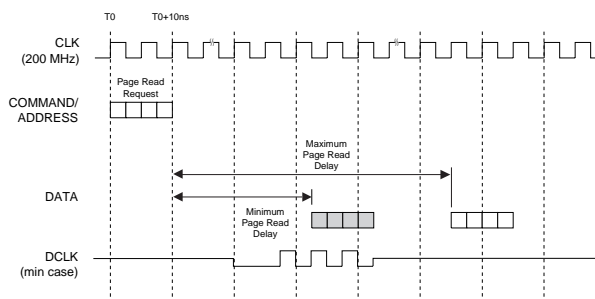 T0
T0+10ns
CLK
(200 MHz)
Page Read
Request
COMMAND/
ADDRESS
Maximum
Page Read
Delay
DATA
Minimum
Page Read
Delay
DCLK
(min case)